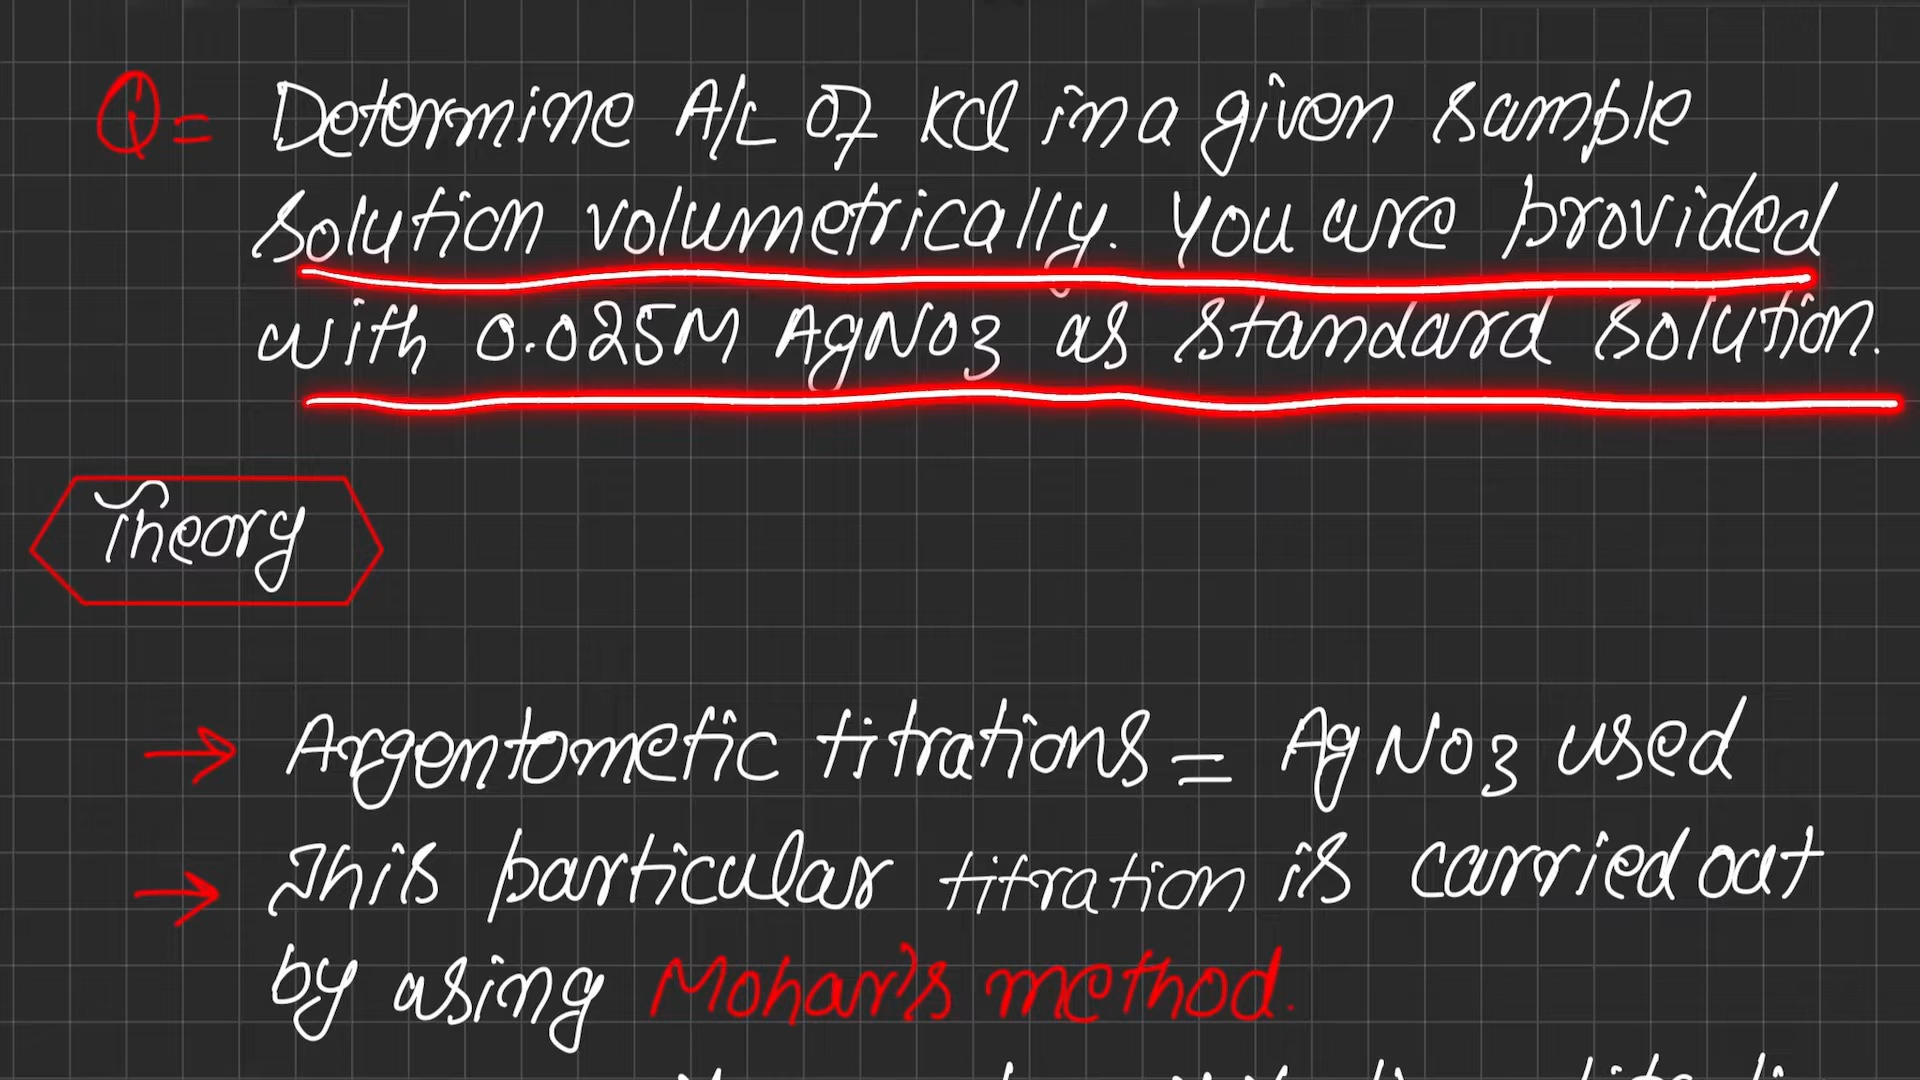 Q= Determine A/L of KCl in a given sample
solution volumetrically. You are provided
with 0.025M AgNO3 as standard solution.
Theory
→ Argentometic titrations = AgNO3 used
→ This particular titration is carried out
by using Mohar's method.